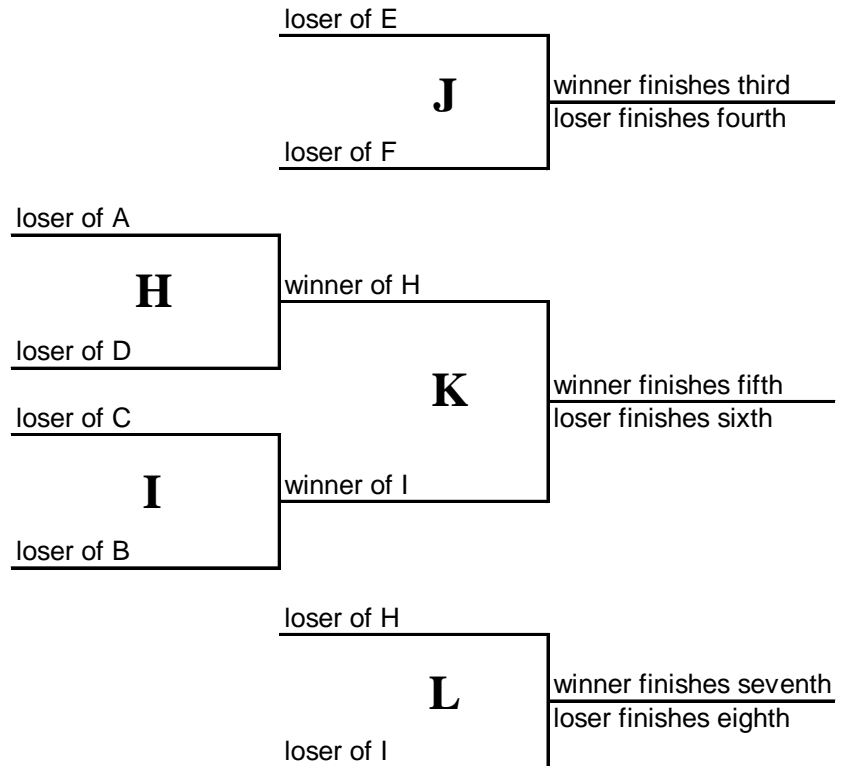 loser of E
J
winner finishes third
loser finishes fourth
loser of F
loser of A
H
winner of H
loser of D
K
winner finishes fifth
loser finishes sixth
loser of C
I
winner of I
loser of B
loser of H
L
winner finishes seventh
loser finishes eighth
loser of I